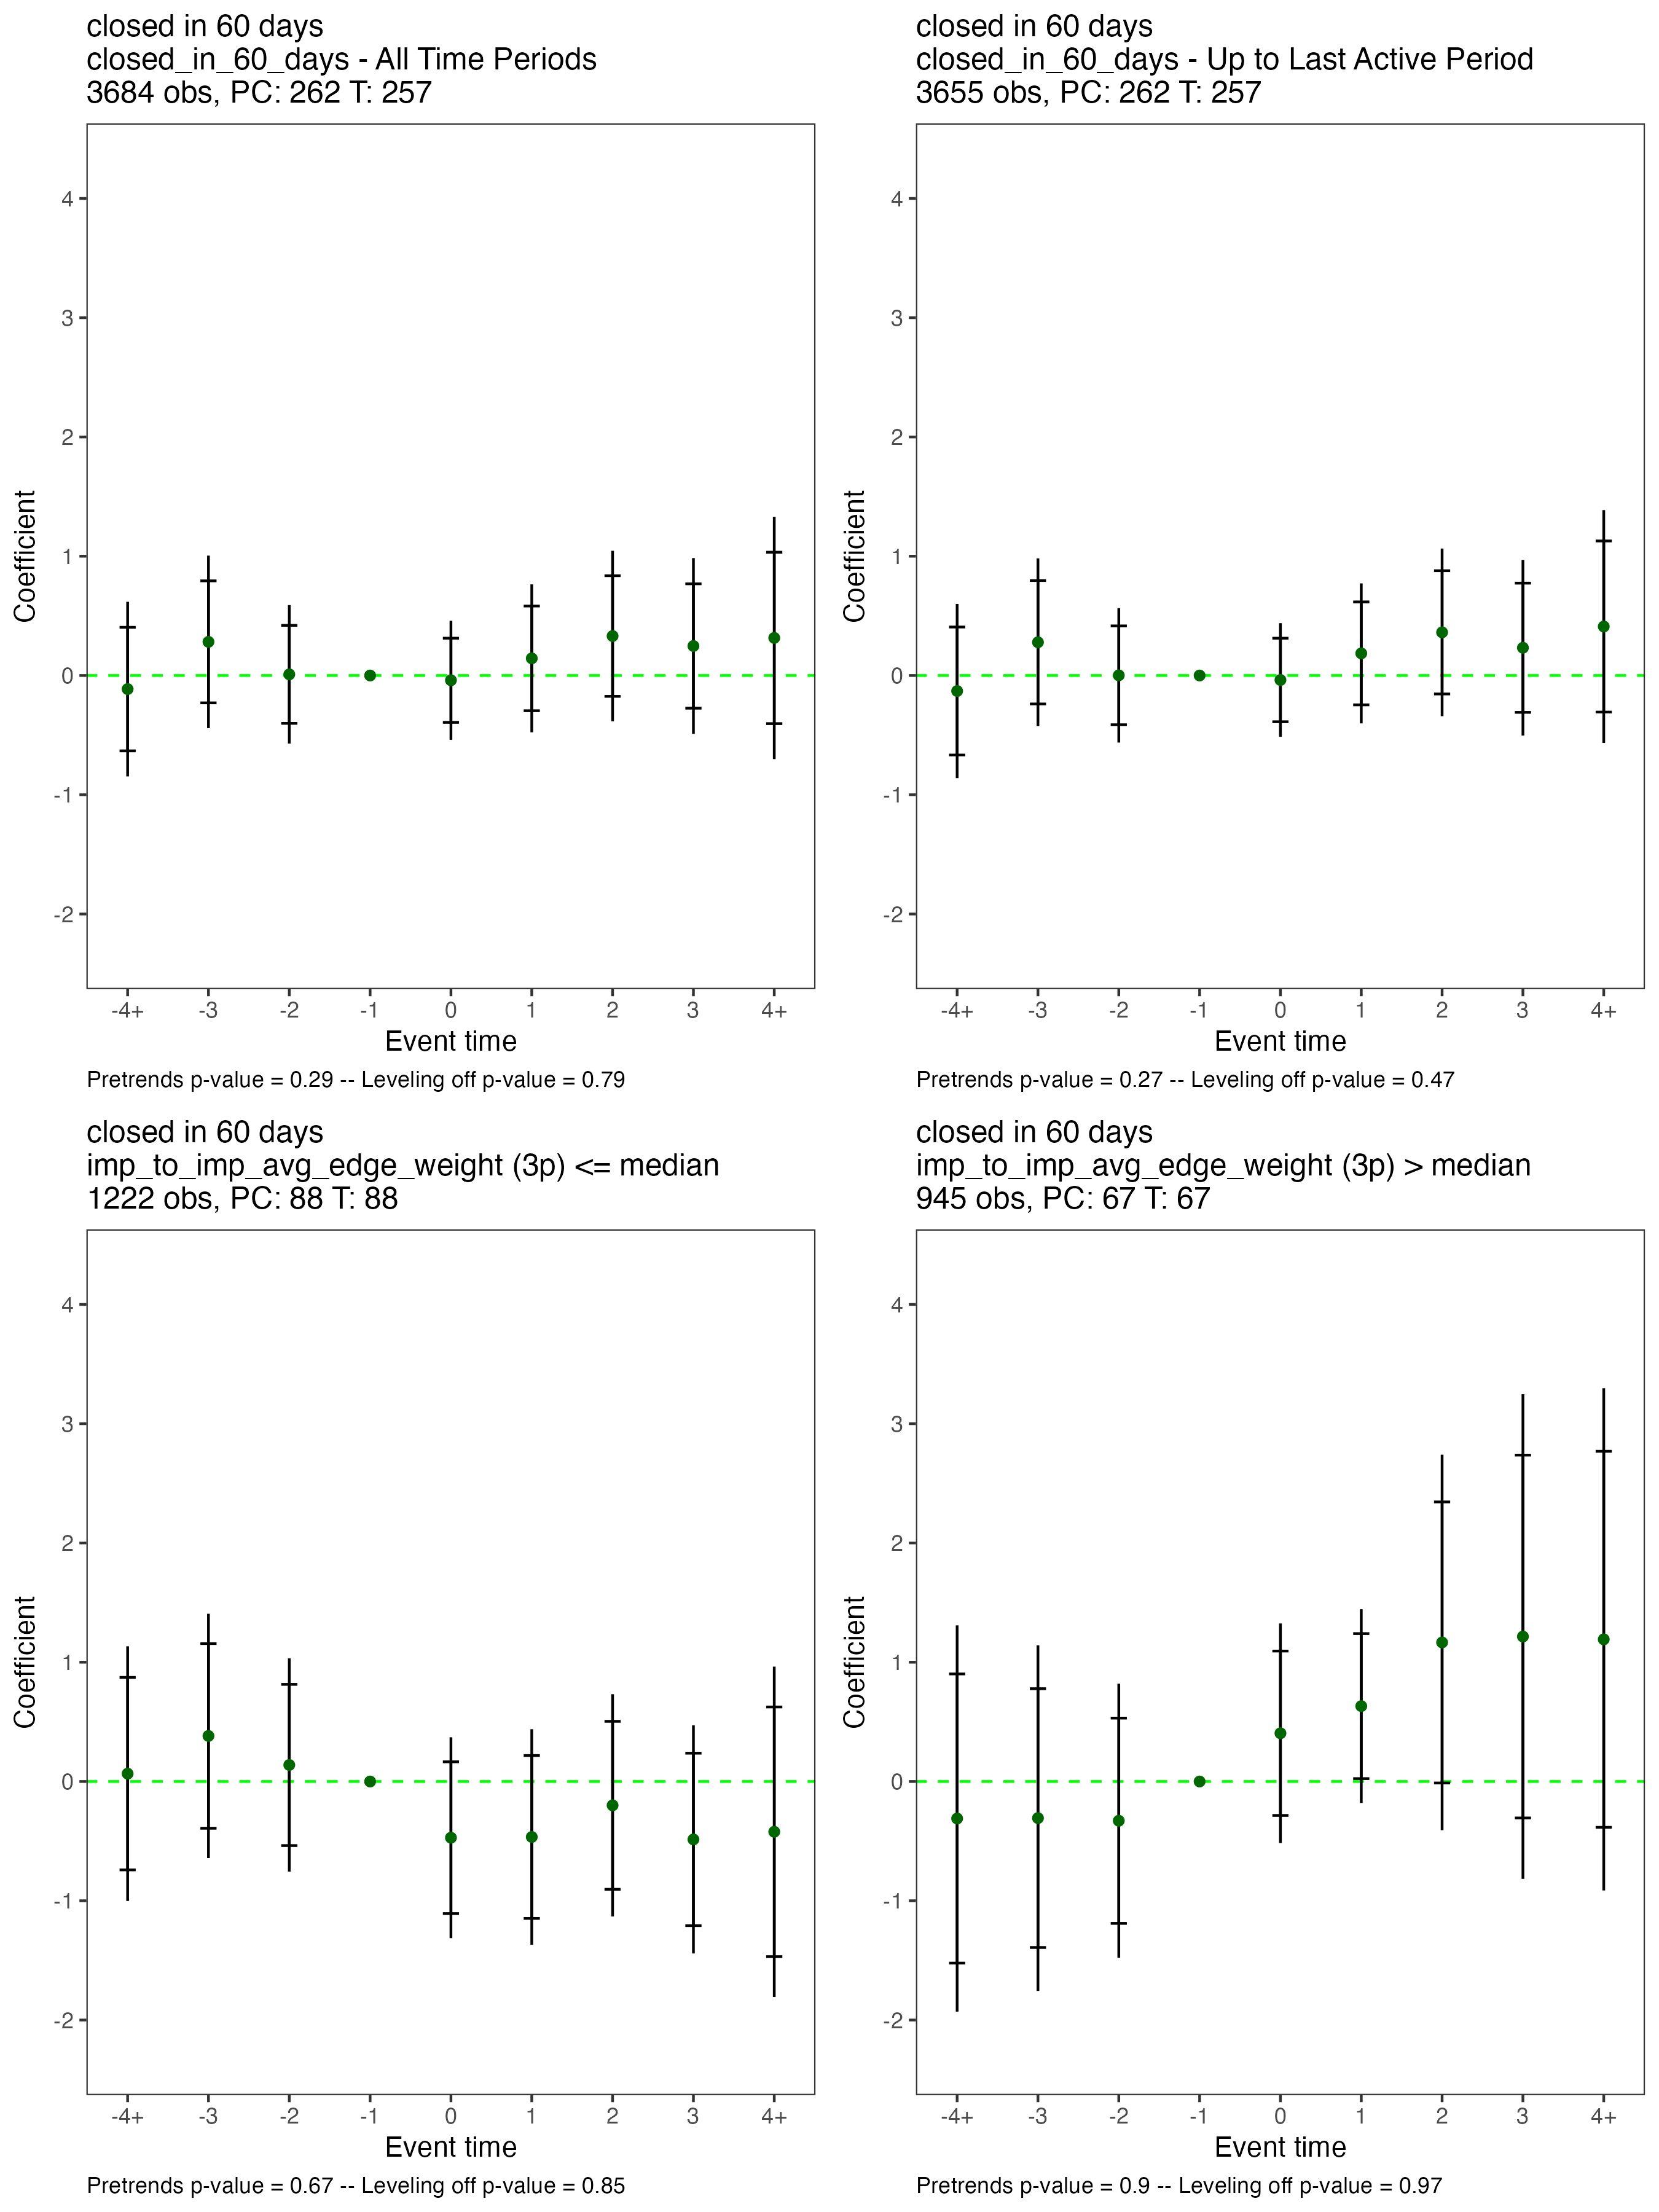 closed in 60 days
closed_in_60_days - All Time Periods
3684 obs, PC: 262 T: 257
4
3
2
1
0
-1
-2
Coefficient
-4+ -3 -2 -1 0 1 2 3 4+
Event time
Pretrends p-value = 0.29 -- Leveling off p-value = 0.79
closed in 60 days
closed_in_60_days - Up to Last Active Period
3655 obs, PC: 262 T: 257
4
3
2
1
0
-1
-2
Coefficient
-4+ -3 -2 -1 0 1 2 3 4+
Event time
Pretrends p-value = 0.27 -- Leveling off p-value = 0.47
closed in 60 days
imp_to_imp_avg_edge_weight (3p) <= median
1222 obs, PC: 88 T: 88
4
3
2
1
0
-1
-2
Coefficient
-4+ -3 -2 -1 0 1 2 3 4+
Event time
Pretrends p-value = 0.67 -- Leveling off p-value = 0.85
closed in 60 days
imp_to_imp_avg_edge_weight (3p) > median
945 obs, PC: 67 T: 67
4
3
2
1
0
-1
-2
Coefficient
-4+ -3 -2 -1 0 1 2 3 4+
Event time
Pretrends p-value = 0.9 -- Leveling off p-value = 0.97